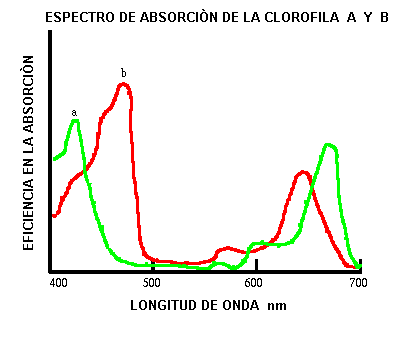 ESPECTRO DE ABSORCIÒN DE LA CLOROFILA A Y B
EFICIENCIA EN LA ABSORCIÒN
a
b
400 500 600 700
LONGITUD DE ONDA nm